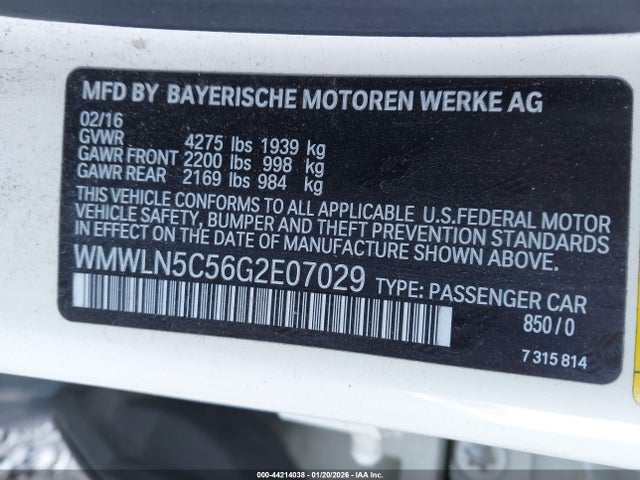 MFD BY BAYERISCHE MOTOREN WERKE AG
02/16
GVWR 4275 lbs 1939 kg
GAWR FRONT 2200 lbs 998 kg
GAWR REAR 2169 lbs 984 kg
THIS VEHICLE CONFORMS TO ALL APPLICABLE U.S.FEDERAL MOTOR
VEHICLE SAFETY, BUMPER AND THEFT PREVENTION STANDARDS
IN EFFECT ON THE DATE OF MANUFACTURE SHOWN ABOVE.
WMWLN5C56G2E07029 TYPE: PASSENGER CAR
850 / 0
7 315 814
000-44214038 - 01/20/2026 - IAA.com